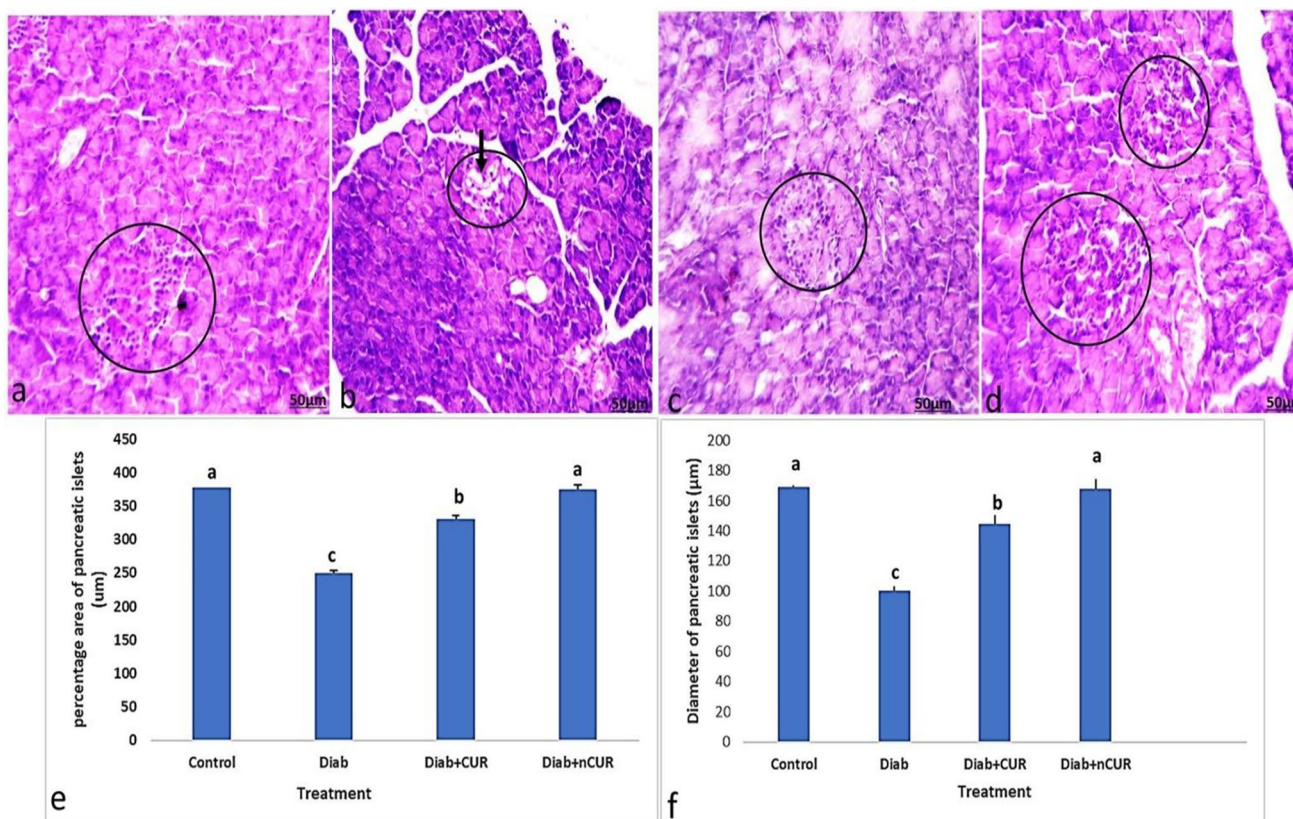 a
50µm
b
50µm
c
50µm
d
50µm
percentage area of pancreatic islets
(um)
450
400
350
300
250
200
150
100
50
0
a
c
b
a
Control
Diab
Diab+CUR
Diab+nCUR
Treatment
e
Diameter of pancreatic islets (µm)
200
180
160
140
120
100
80
60
40
20
0
a
c
b
a
Control
Diab
Diab+CUR
Diab+nCUR
Treatment
f